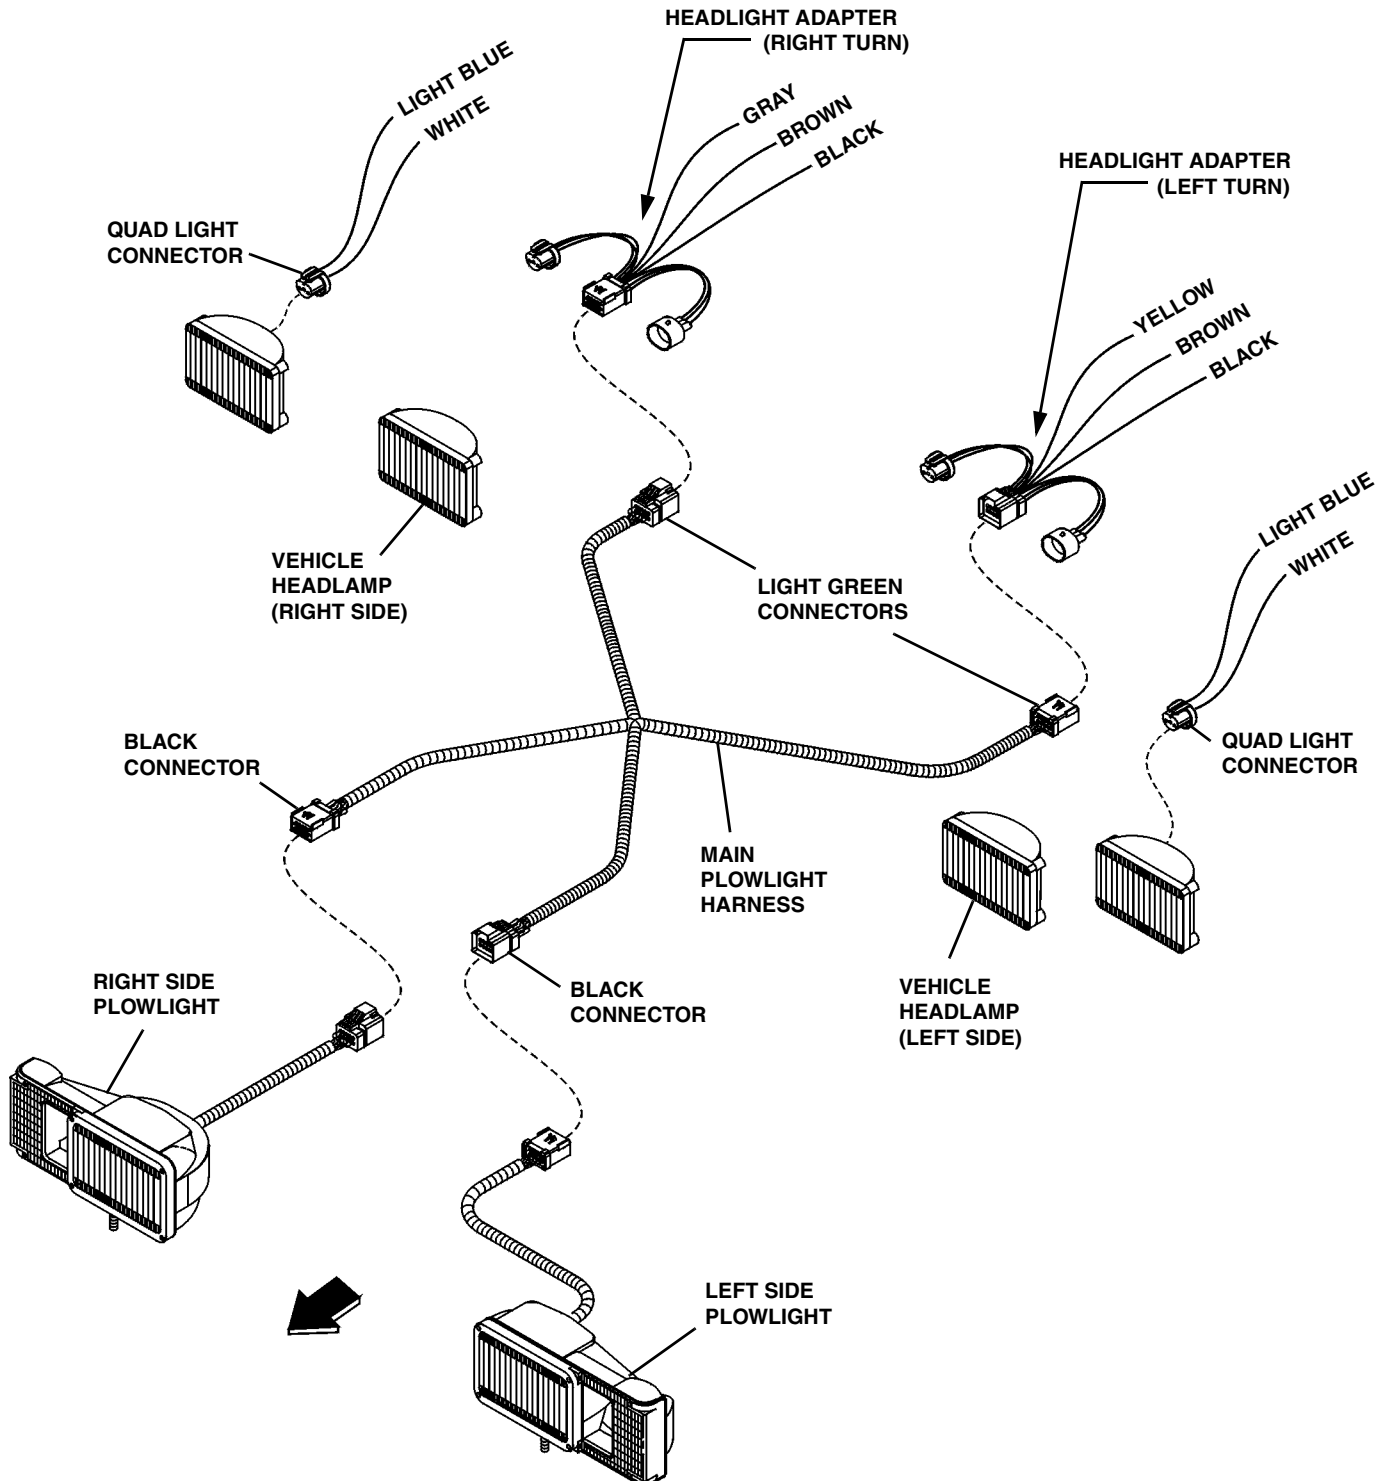 HEADLIGHT ADAPTER
(RIGHT TURN)
LIGHT BLUE
WHITE
GRAY
BROWN
BLACK
HEADLIGHT ADAPTER
(LEFT TURN)
QUAD LIGHT
CONNECTOR
YELLOW
BROWN
BLACK
LIGHT BLUE
WHITE
VEHICLE
HEADLAMP
(RIGHT SIDE)
LIGHT GREEN
CONNECTORS
BLACK
CONNECTOR
QUAD LIGHT
CONNECTOR
MAIN
PLOWLIGHT
HARNESS
RIGHT SIDE
PLOWLIGHT
BLACK
CONNECTOR
VEHICLE
HEADLAMP
(LEFT SIDE)
LEFT SIDE
PLOWLIGHT